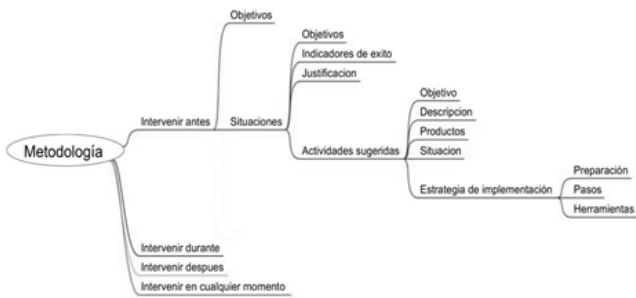 Metodología
Intervenir antes
Objetivos
Situaciones
Objetivos
Indicadores de exito
Justificacion
Actividades sugeridas
Objetivo
Descripcion
Productos
Situacion
Estrategia de implementación
Preparación
Pasos
Herramientas
Intervenir durante
Intervenir despues
Intervenir en cualquier momento